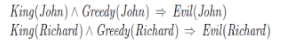 King(John) ∧ Greedy(John) ⇒ Evil(John)
King(Richard) ∧ Greedy(Richard) ⇒ Evil(Richard)